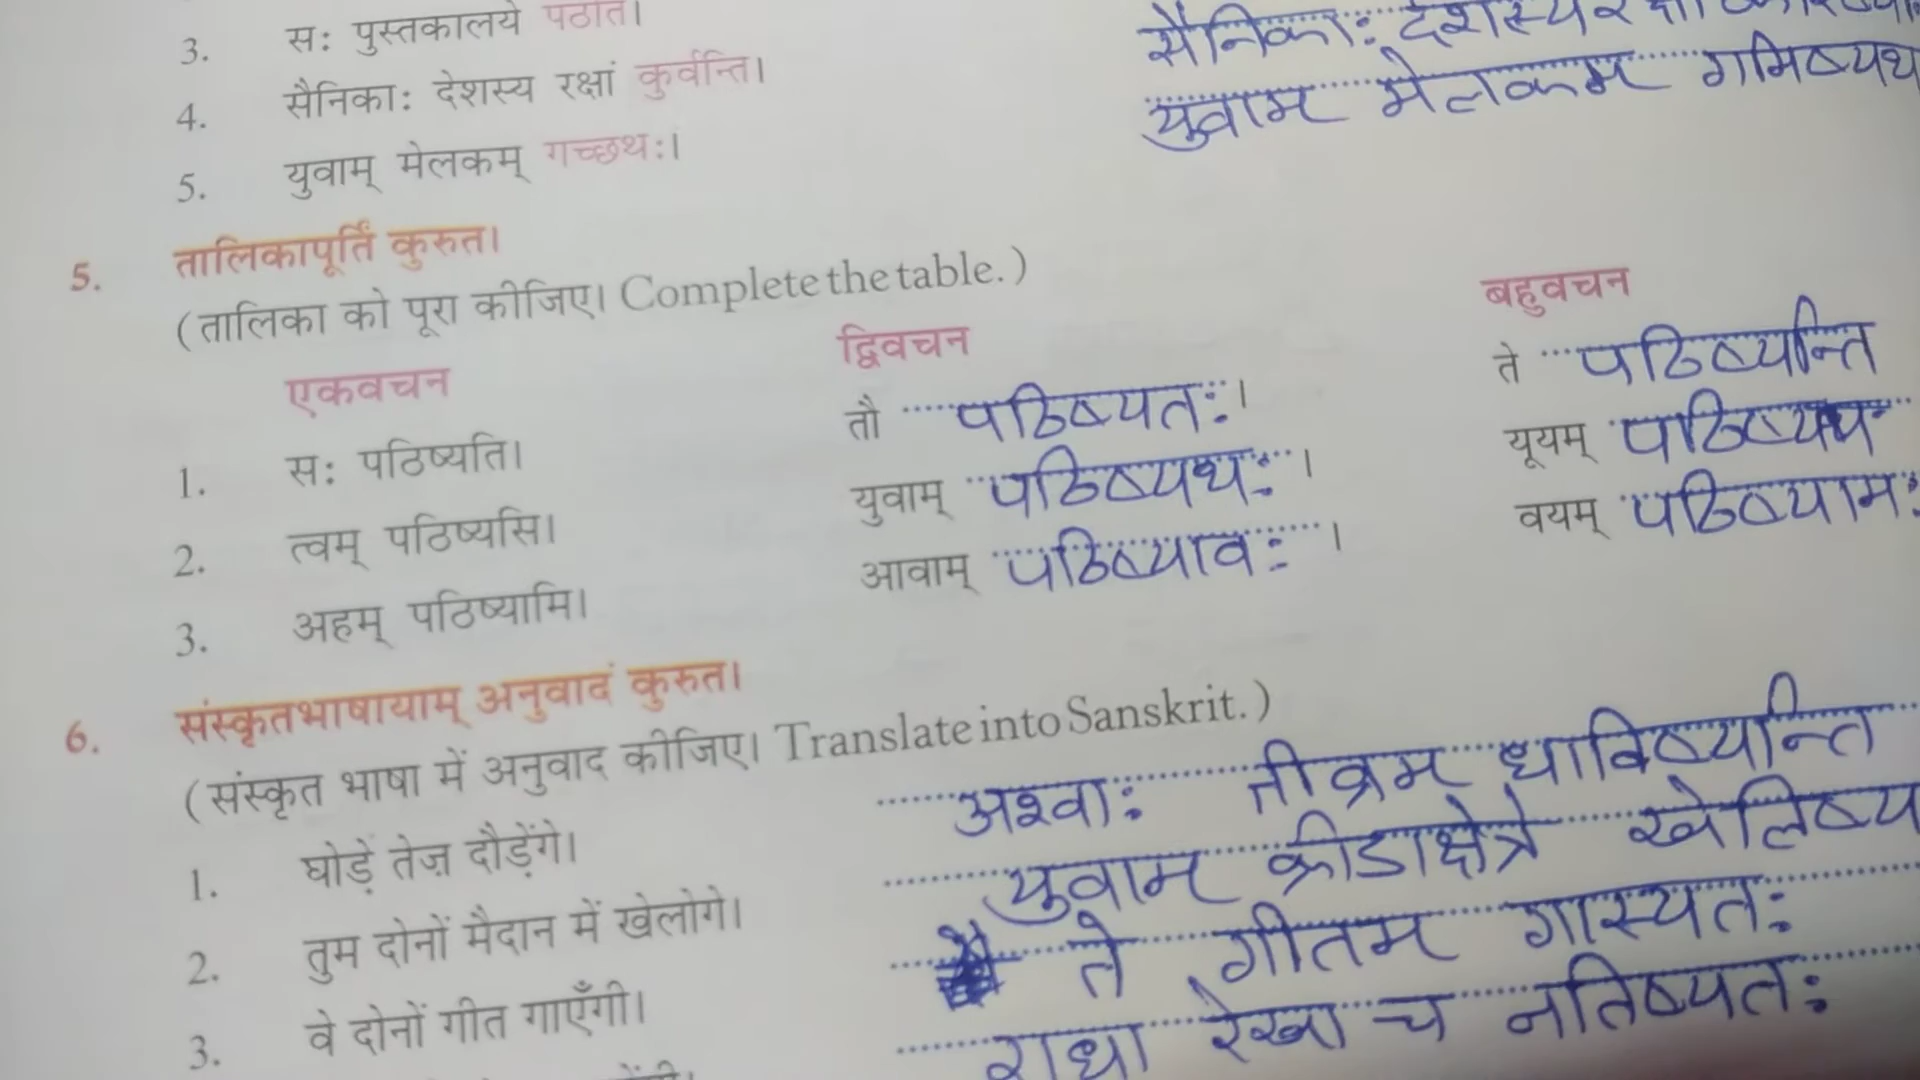 3. सः पुस्तकालये पठति।
सैनिकाः देशस्य
4. सैनिकाः देशस्य रक्षां कुर्वन्ति।
युवाम मेलकम गमिष्यथ
5. युवाम् मेलकम् गच्छथः।
5. तालिकापूर्तिं कुरुत।
(तालिका को पूरा कीजिए। Complete the table.)
एकवचन द्विवचन बहुवचन
1. सः पठिष्यति। तौ पठिष्यतः। ते पठिष्यन्ति
2. त्वम् पठिष्यसि। युवाम् पठिष्यथः। यूयम्
3. अहम् पठिष्यामि। आवाम् पठिष्यावः। वयम् पठिष्यामः
6. संस्कृतभाषायाम् अनुवादं कुरुत।
(संस्कृत भाषा में अनुवाद कीजिए। Translate into Sanskrit.)
1. घोड़ें तेज़ दौड़ेंगे। अश्वाः तीव्रम धाविष्यन्ति
2. तुम दोनों मैदान में खेलोगे। युवाम क्रीडाक्षेत्रे खेलिष्य
3. वे दोनों गीत गाएँगी। ते गीतम गास्यतः
राधा रेखा च नतिष्यतः